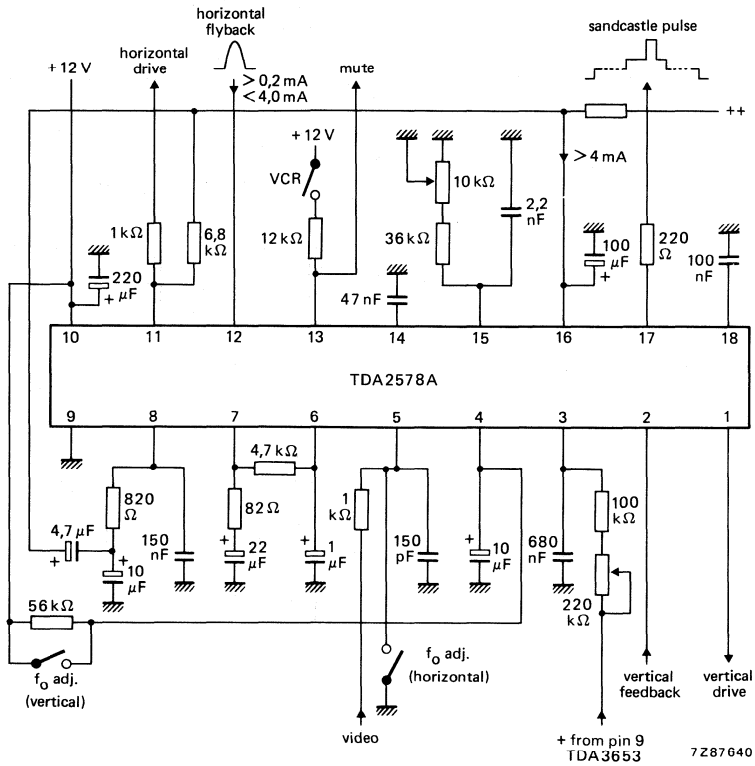 horizontal
flyback
sandcastle pulse
horizontal
drive
+12 V
> 0,2 mA
< 4,0 mA
mute
++
+12 V
VCR
> 4 mA
10 kΩ
2,2
nF
1 kΩ
6,8
kΩ
12 kΩ
36 kΩ
100
µF
+
220
Ω
100
nF
220
µF
+
47 nF
10
11
12
13
14
15
16
17
18
TDA2578A
9
8
7
6
5
4
3
2
1
4,7 kΩ
820
Ω
82 Ω
1
kΩ
100
kΩ
4,7 µF
+
150
nF
+
22
µF
+
1
µF
150
pF
+
10
µF
680
nF
+
10
µF
220
kΩ
56 kΩ
fo adj.
(vertical)
fo adj.
(horizontal)
vertical
feedback
vertical
drive
video
+ from pin 9
TDA3653
7Z87640